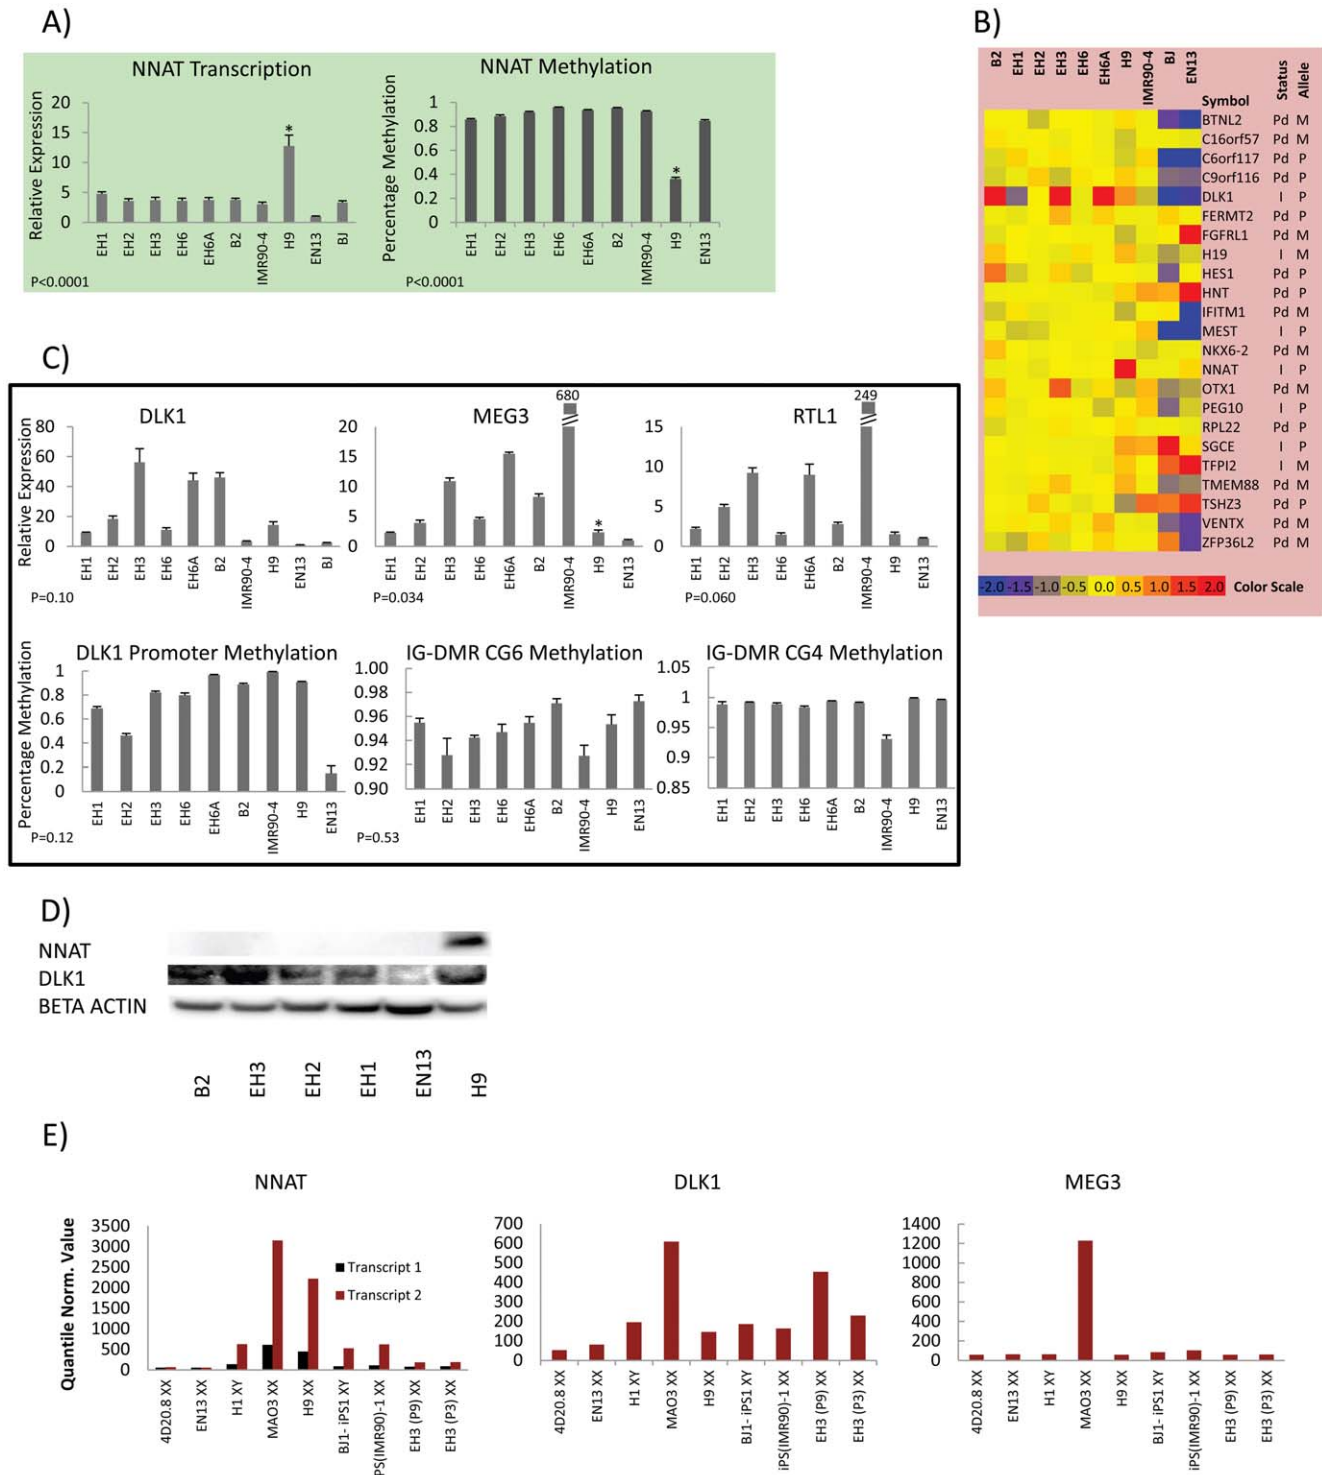 A)
NNAT Transcription
Relative Expression
20
15
10
5
0
*
EH1
EH2
EH3
EH6
EH6A
B2
IMR90-4
H9
EN13
BJ
P<0.0001
NNAT Methylation
Percentage Methylation
1
0.8
0.6
0.4
0.2
0
*
EH1
EH2
EH3
EH6
EH6A
B2
IMR90-4
H9
EN13
P<0.0001
B)
B2 EH1 EH2 EH3 EH6 EH6A H9 IMR90-4 BJ EN13
Symbol Status Allele
BTNL2 Pd M
C16orf57 Pd M
C6orf117 Pd P
C9orf116 Pd P
DLK1 I P
FERMT2 Pd P
FGFRL1 Pd M
H19 I M
HES1 Pd P
HNT Pd P
IFITM1 Pd M
MEST I P
NKX6-2 Pd M
NNAT I P
OTX1 Pd M
PEG10 I P
RPL22 Pd P
SGCE I P
TFPI2 I M
TMEM88 Pd M
TSHZ3 Pd P
VENTX Pd M
ZFP36L2 Pd M
-2.0 -1.5 -1.0 -0.5 0.0 0.5 1.0 1.5 2.0 Color Scale
C)
DLK1
Relative Expression
80
60
40
20
0
EH1
EH2
EH3
EH6
EH6A
B2
IMR90-4
H9
EN13
BJ
P=0.10
MEG3
680
20
15
10
5
0
*
EH1
EH2
EH3
EH6
EH6A
B2
IMR90-4
H9
EN13
P=0.034
RTL1
249
15
10
5
0
EH1
EH2
EH3
EH6
EH6A
B2
IMR90-4
H9
EN13
P=0.060
DLK1 Promoter Methylation
Percentage Methylation
1
0.8
0.6
0.4
0.2
0
EH1
EH2
EH3
EH6
EH6A
B2
IMR90-4
H9
EN13
P=0.12
IG-DMR CG6 Methylation
1.00
0.98
0.96
0.94
0.92
0.90
EH1
EH2
EH3
EH6
EH6A
B2
IMR90-4
H9
EN13
P=0.53
IG-DMR CG4 Methylation
1.05
1
0.95
0.9
0.85
EH1
EH2
EH3
EH6
EH6A
B2
IMR90-4
H9
EN13
D)
NNAT
DLK1
BETA ACTIN
B2
EH3
EH2
EH1
EN13
H9
E)
NNAT
Quantile Norm. Value
3500
3000
2500
2000
1500
1000
500
0
Transcript 1
Transcript 2
4D20.8 XX
EN13 XX
H1 XY
MAO3 XX
H9 XX
BJ1- iPS1 XY
PS(IMR90)-1 XX
EH3 (P9) XX
EH3 (P3) XX
DLK1
700
600
500
400
300
200
100
0
4D20.8 XX
EN13 XX
H1 XY
MAO3 XX
H9 XX
BJ1- iPS1 XY
iPS(IMR90)-1 XX
EH3 (P9) XX
EH3 (P3) XX
MEG3
1400
1200
1000
800
600
400
200
0
4D20.8 XX
EN13 XX
H1 XY
MAO3 XX
H9 XX
BJ1- iPS1 XY
iPS(IMR90)-1 XX
EH3 (P9) XX
EH3 (P3) XX